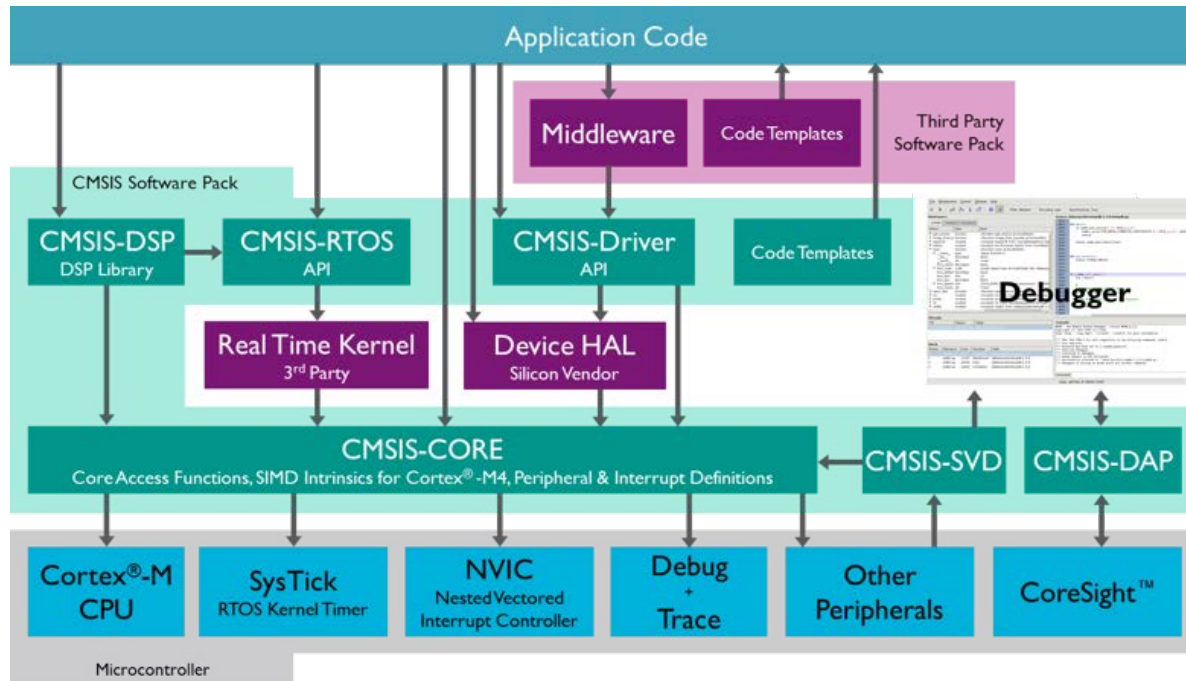 Application Code
Middleware
Code Templates
Third Party
Software Pack
CMSIS Software Pack
CMSIS-DSP
DSP Library
CMSIS-RTOS
API
CMSIS-Driver
API
Code Templates
Debugger
Real Time Kernel
3rd Party
Device HAL
Silicon Vendor
CMSIS-CORE
Core Access Functions, SIMD Intrinsics for Cortex®-M4, Peripheral & Interrupt Definitions
CMSIS-SVD
CMSIS-DAP
Cortex®-M
CPU
SysTick
RTOS Kernel Timer
NVIC
Nested Vectored
Interrupt Controller
Debug
+
Trace
Other
Peripherals
CoreSight™
Microcontroller